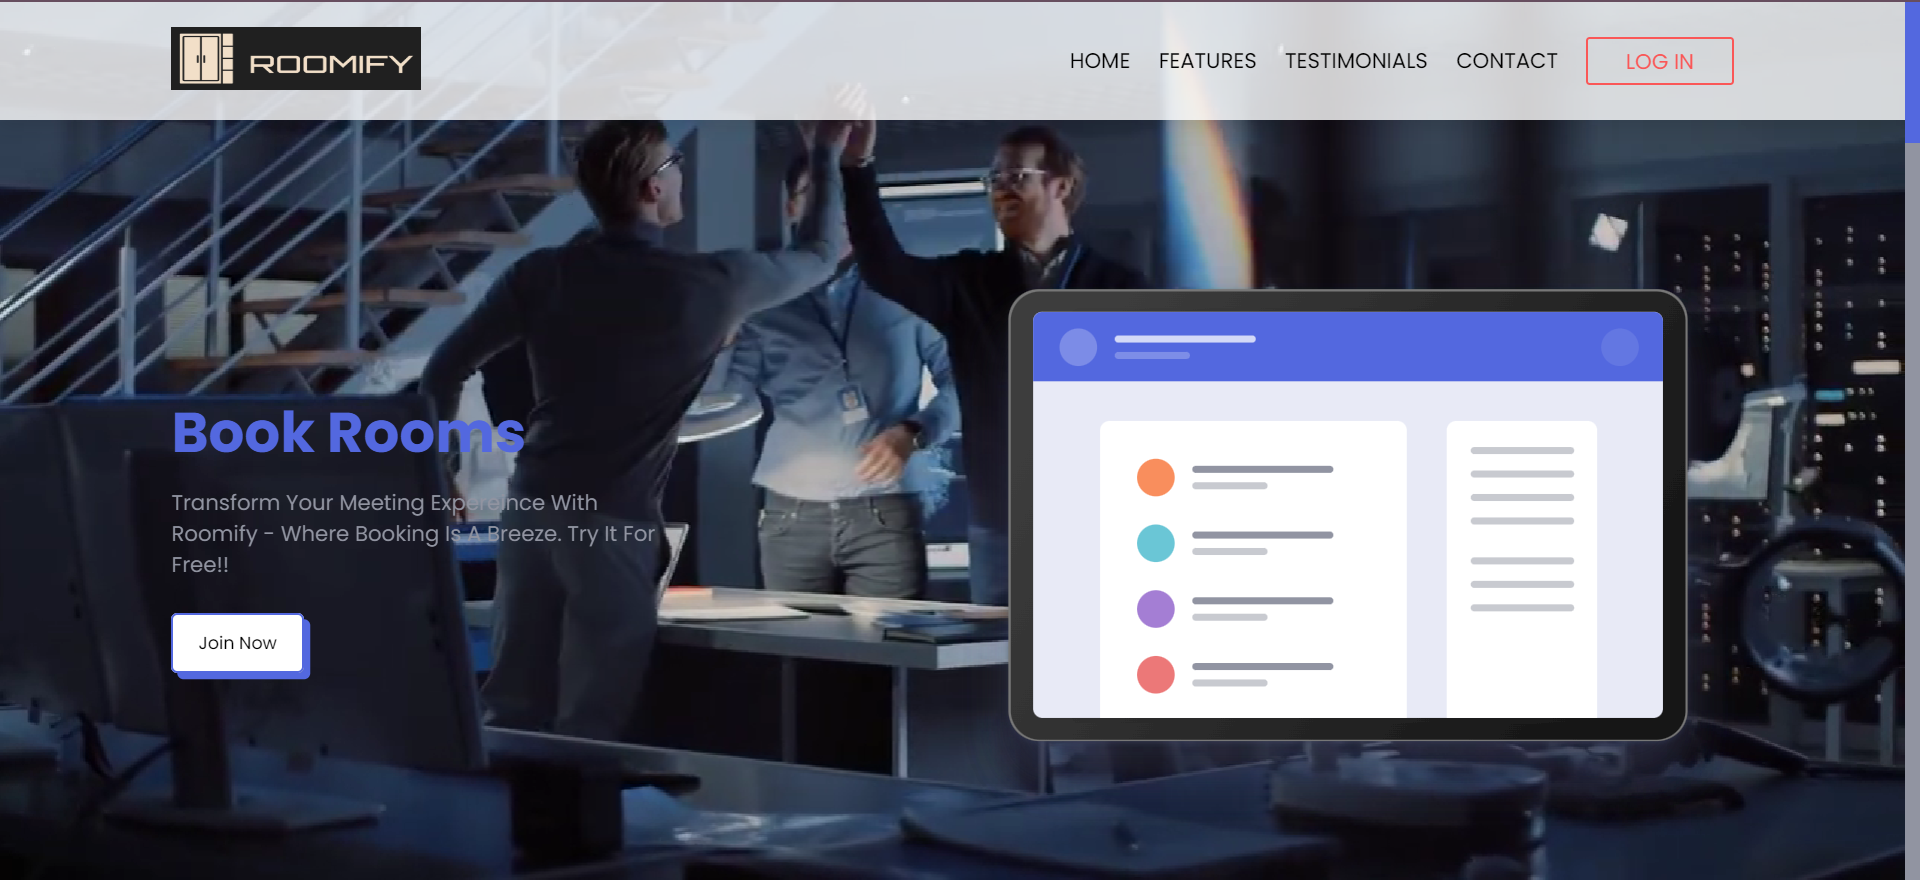 ROOMIFY
HOME FEATURES TESTIMONIALS CONTACT LOG IN
Book Rooms
Transform Your Meeting Expereince With
Roomify - Where Booking Is A Breeze. Try It For
Free!!
Join Now